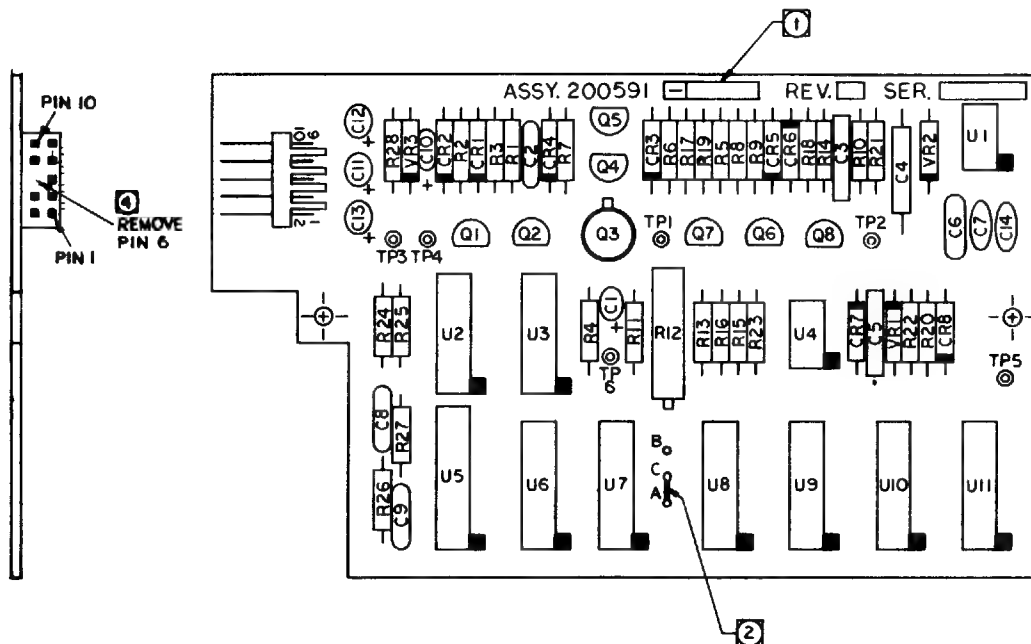 1
ASSY. 200591 - REV. SER.
PIN 10
4
REMOVE
PIN 6
PIN 1
10 9
2 1
C12
C11
C13
+
+
+
R28 VR3 C10 CR2 R2 CR1 R3 R1 C2 CR4 R7
+
Q5
Q4
CR3 R6 R17 R19 R5 R8 R9 CR5 CR6 R18 R14 C3 R10 R21 C4 VR2
U1
TP3 TP4 Q1 Q2 Q3 TP1 Q7 Q6 Q8 TP2
C6 C7 C14
R24 R25 U2 U3 R4 C1 R11 R12 R13 R16 R15 R23 U4 CR7 C5 VR1 R22 R20 CR8
+
TP
6
TP5
C8 R27
R26 C9
U5 U6 U7
B
C
A
U8 U9 U10 U11
2